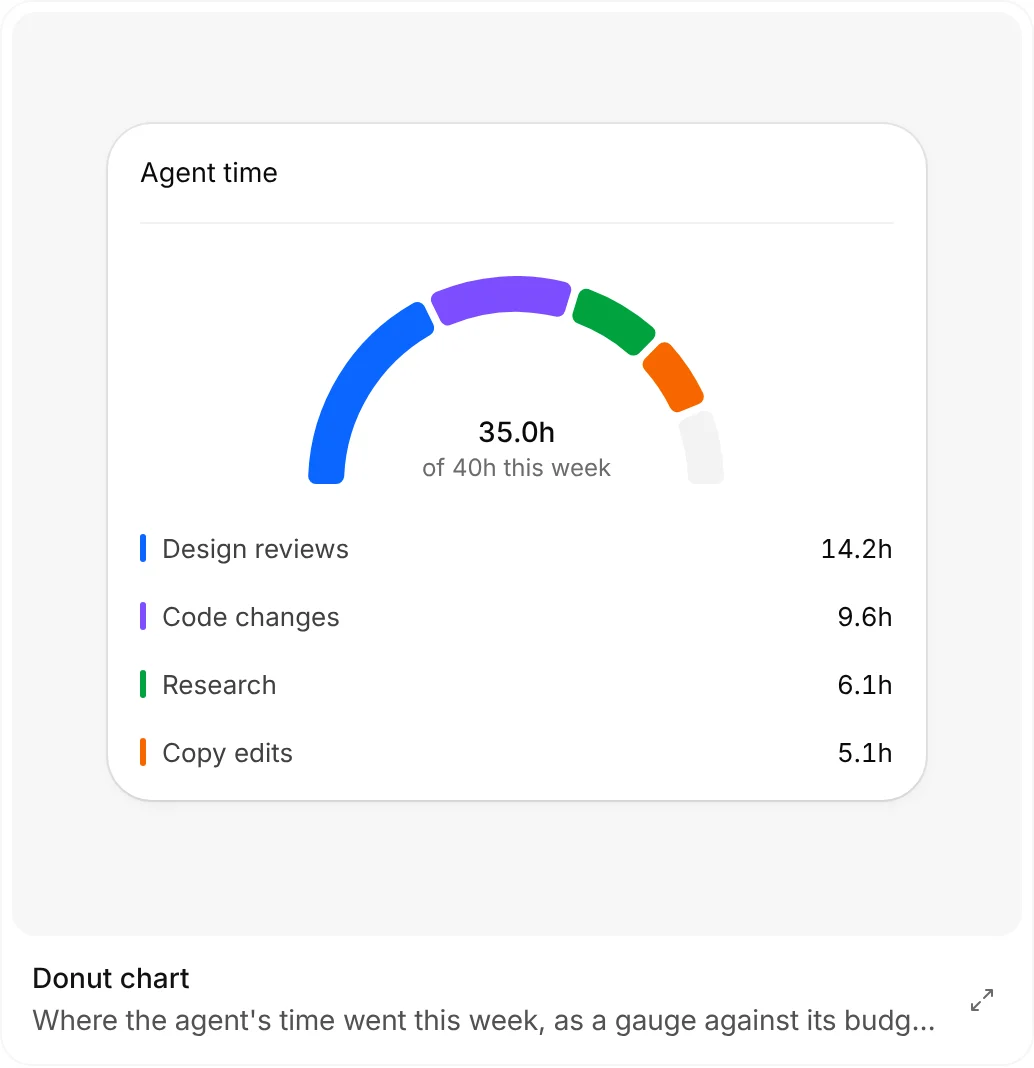 Agent time
35.0h
of 40h this week
Design reviews 14.2h
Code changes 9.6h
Research 6.1h
Copy edits 5.1h
Donut chart
Where the agent's time went this week, as a gauge against its budg...